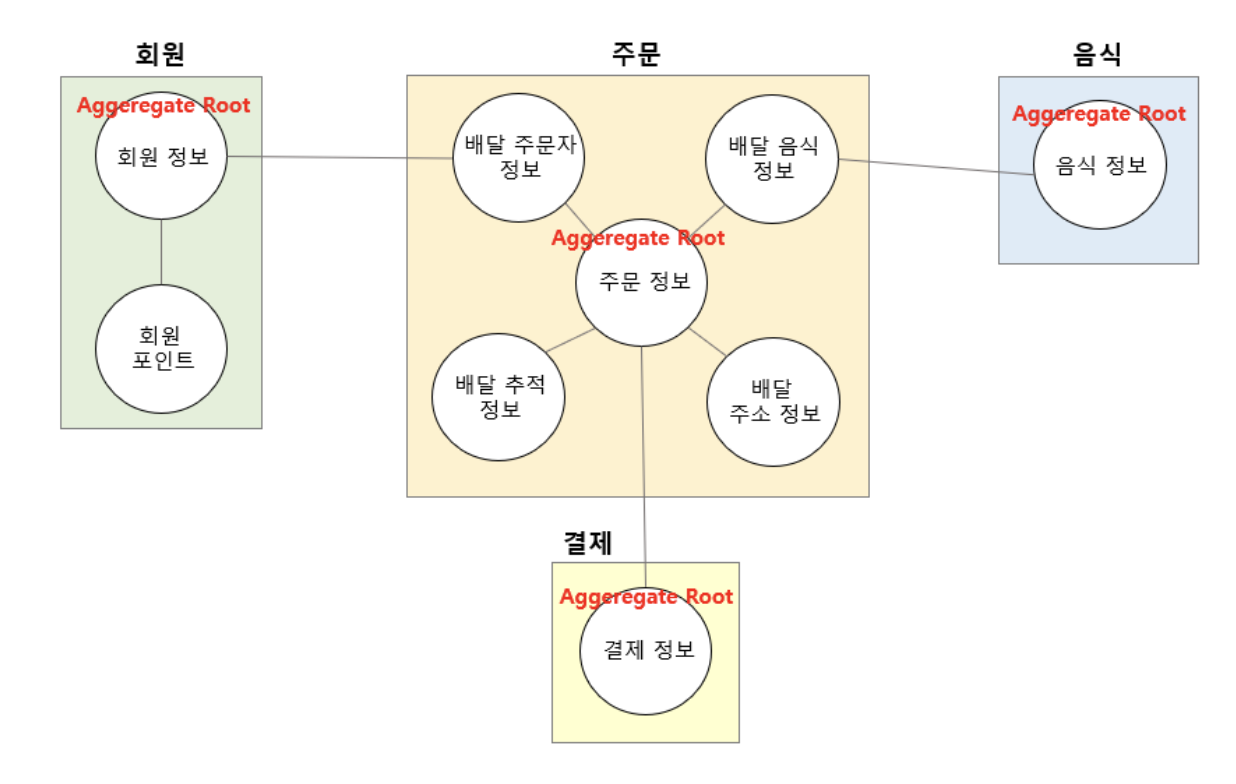 회원
주문
음식
Aggeregate Root
회원 정보
회원
포인트
배달 주문자
정보
배달 음식
정보
Aggeregate Root
주문 정보
배달 추적
정보
배달
주소 정보
Aggeregate Root
음식 정보
결제
Aggeregate Root
결제 정보